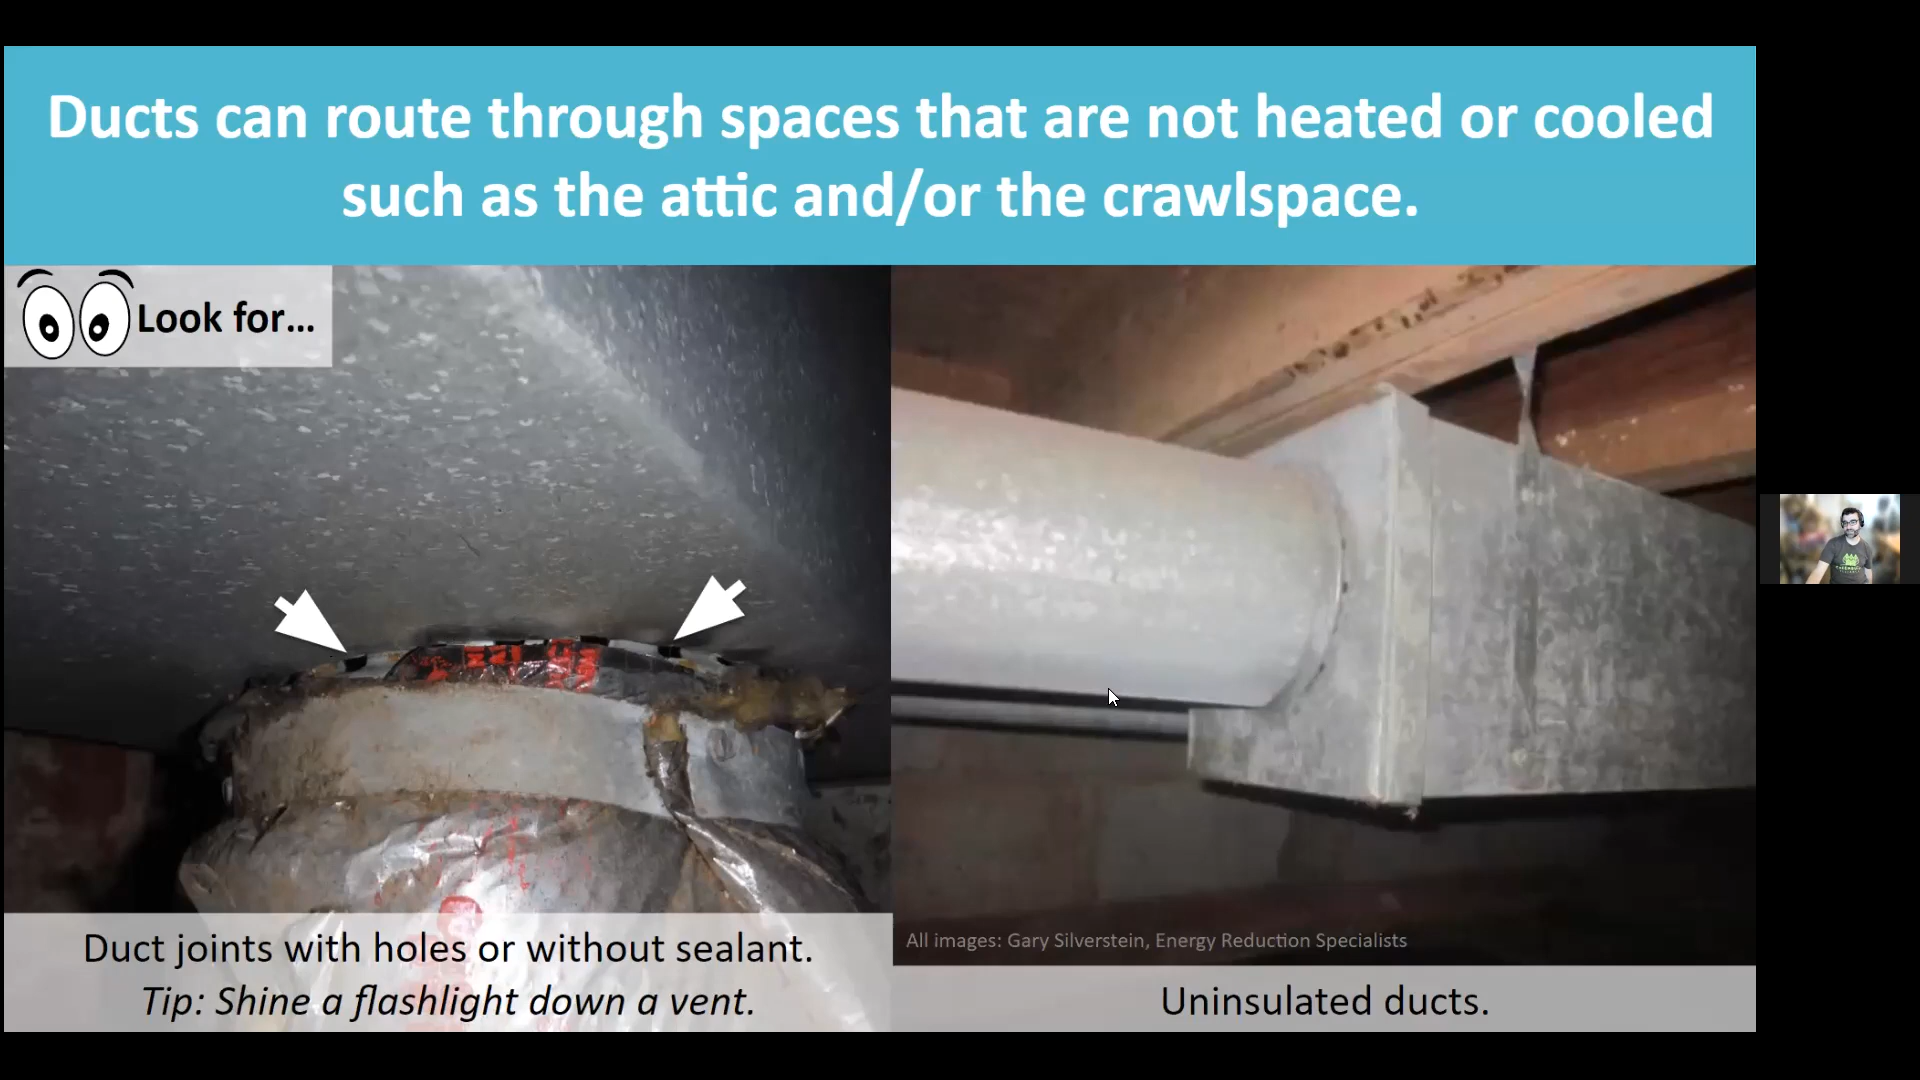 Ducts can route through spaces that are not heated or cooled
such as the attic and/or the crawlspace.
Look for...
Duct joints with holes or without sealant.
Tip: Shine a flashlight down a vent.
All images: Gary Silverstein, Energy Reduction Specialists
Uninsulated ducts.